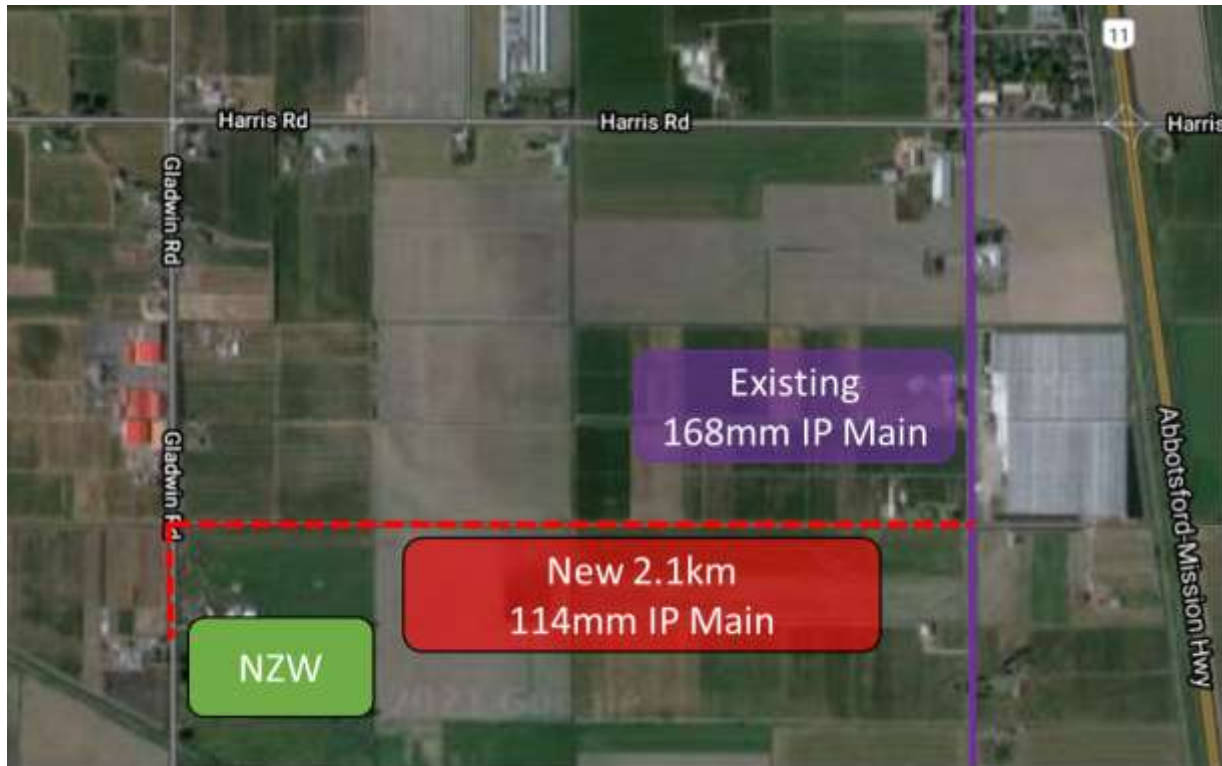 11
Harris Rd
Harris Rd
Harris
Gladwin Rd
Existing
168mm IP Main
Abbotsford-Mission Hwy
Gladwin Rd
New 2.1km
114mm IP Main
NZW